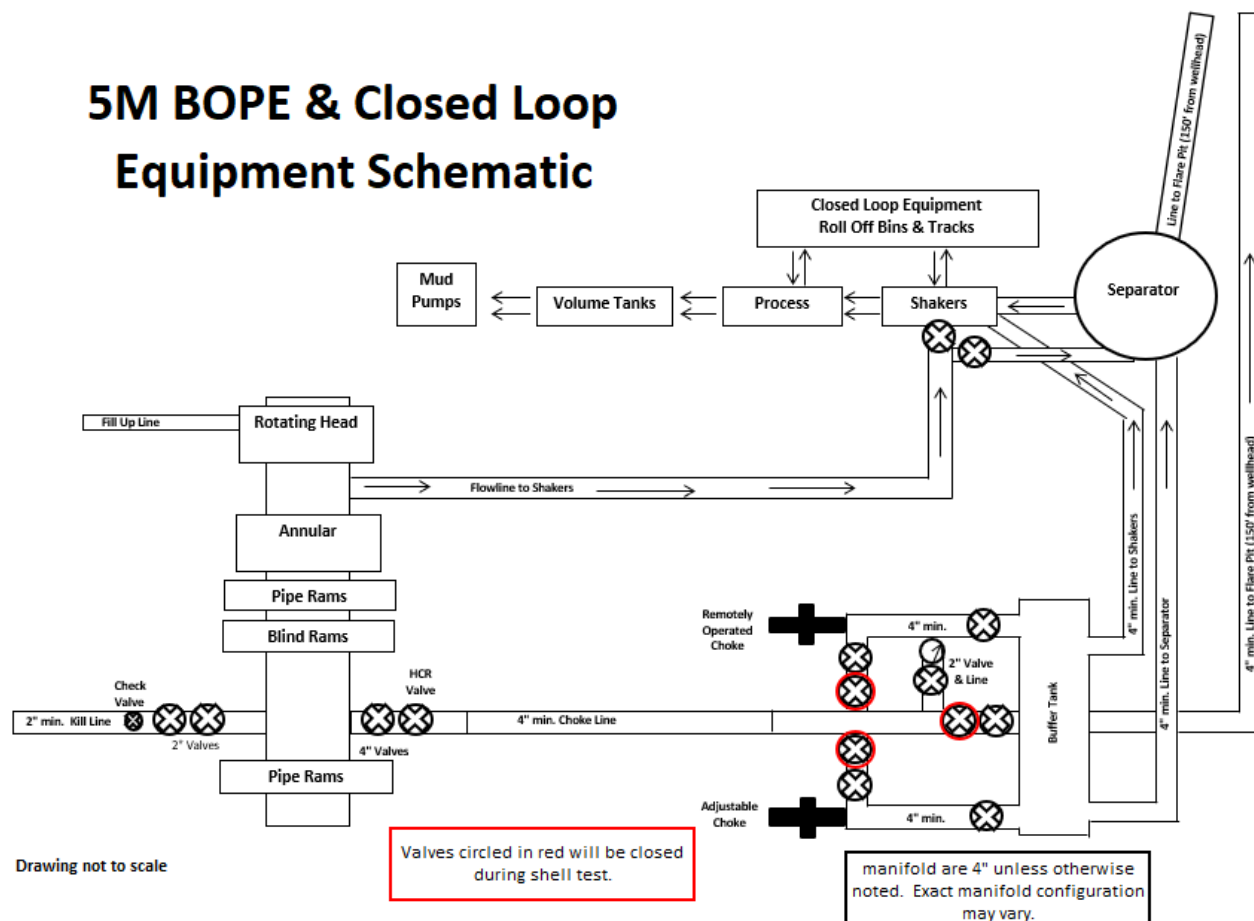 5M BOPE & Closed Loop
Equipment Schematic
Line to Flare Pit (150' from wellhead)
Closed Loop Equipment
Roll Off Bins & Tracks
Mud
Pumps
Volume Tanks
Process
Shakers
Separator
Fill Up Line
Rotating Head
Flowline to Shakers
Annular
Pipe Rams
Blind Rams
Check
Valve
HCR
Valve
2" min. Kill Line
2" Valves
4" Valves
4" min. Choke Line
Pipe Rams
Remotely
Operated
Choke
4" min.
2" Valve
& Line
Buffer Tank
4" min. Line to Shakers
4" min. Line to Separator
4" min. Line to Flare Pit (150' from wellhead)
Adjustable
Choke
4" min.
Drawing not to scale
Valves circled in red will be closed
during shell test.
manifold are 4" unless otherwise
noted. Exact manifold configuration
may vary.